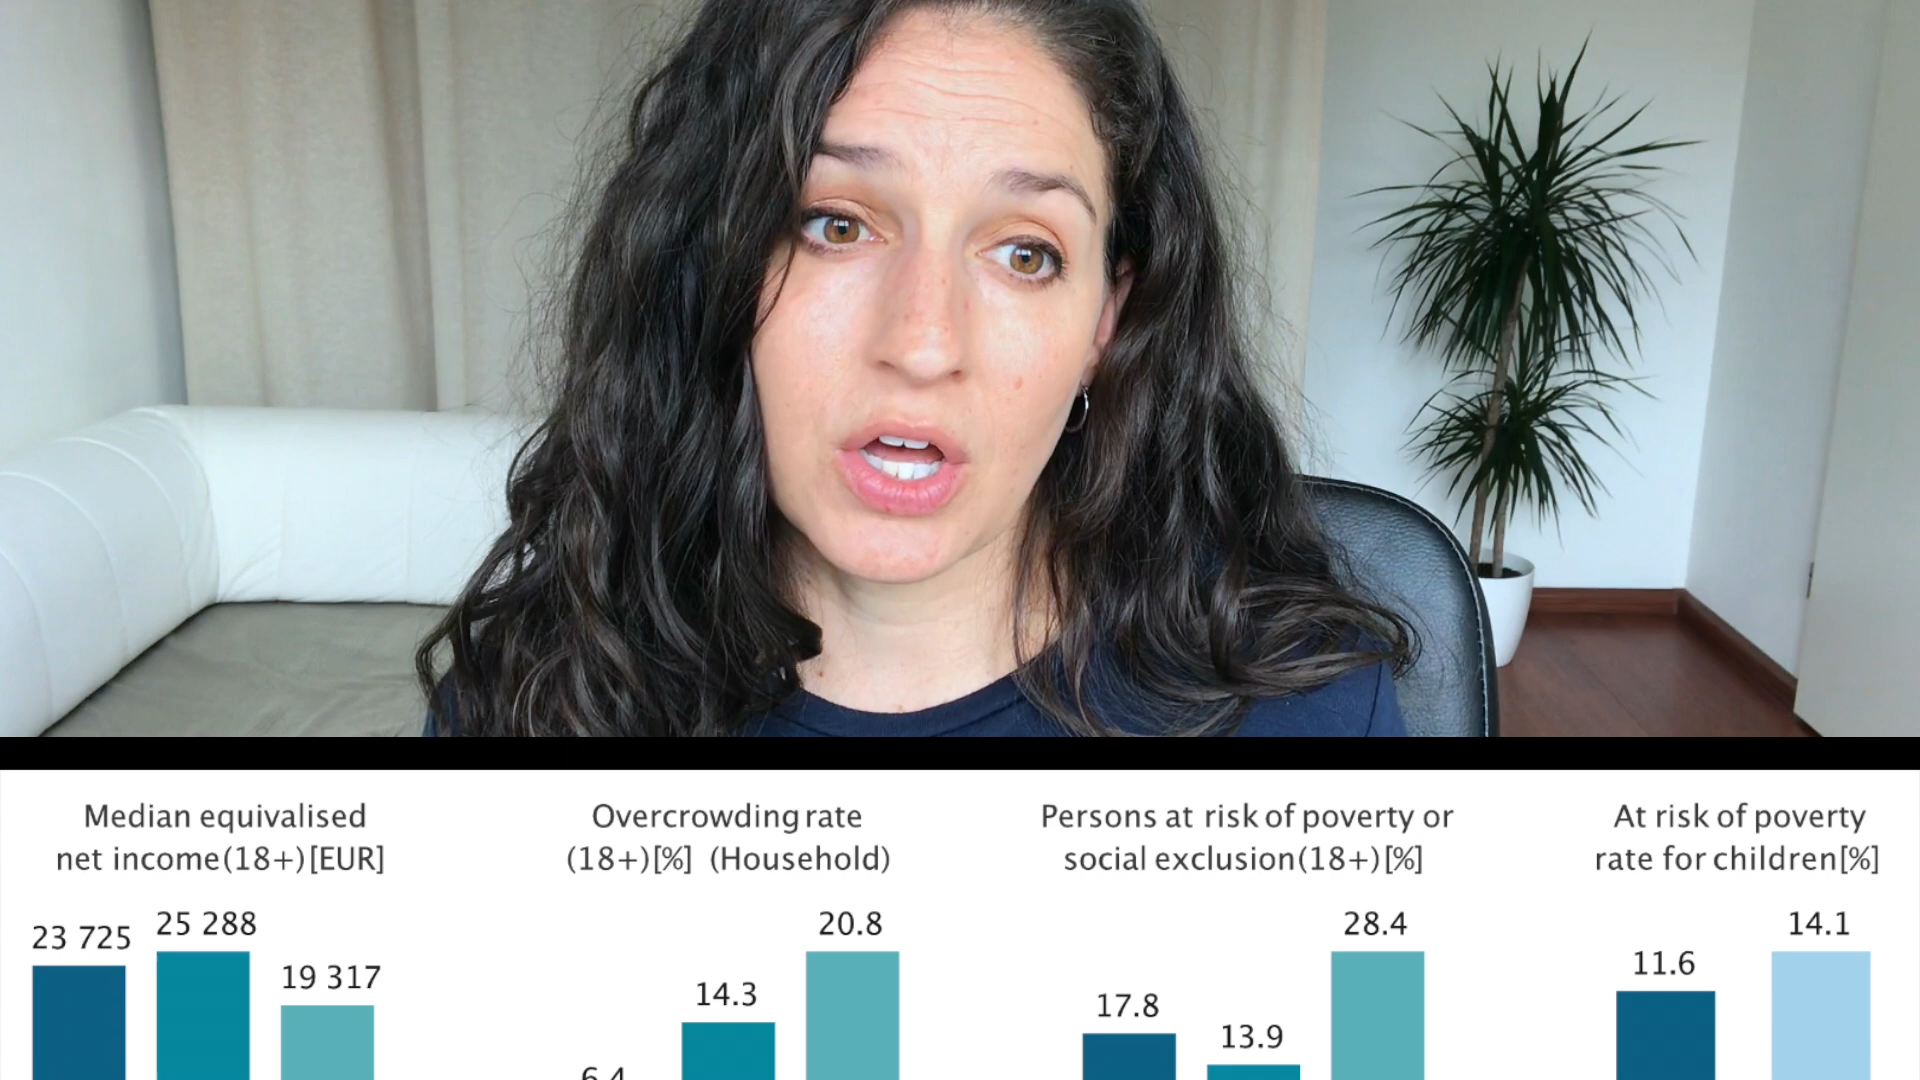 Median equivalised
net income(18+)[EUR]
23 725
25 288
19 317
Overcrowding rate
(18+)[%] (Household)
6.4
14.3
20.8
Persons at risk of poverty or
social exclusion(18+)[%]
17.8
13.9
28.4
At risk of poverty
rate for children[%]
11.6
14.1